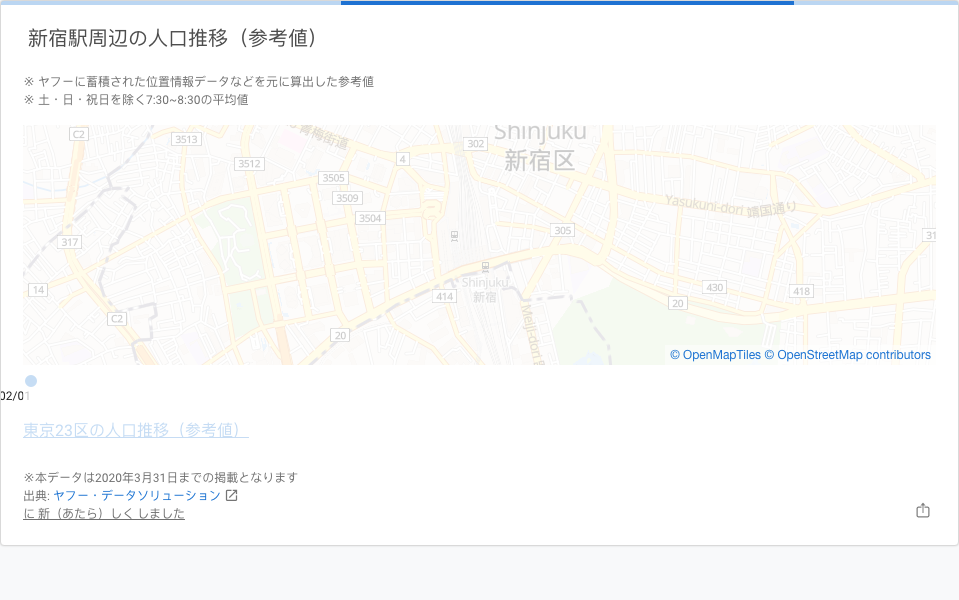 新宿駅周辺の人口推移（参考値）
※ ヤフーに蓄積された位置情報データなどを元に算出した参考値
※ 土・日・祝日を除く7:30~8:30の平均値
C2
3513
青梅街道
302
Shinjuku
新宿区
3512
4
3505
3509
Yasukuni-dori 靖国通り
3504
305
317
31
Shinjuku
新宿
14
414
430
418
20
C2
20
Meiji-dori
© OpenMapTiles © OpenStreetMap contributors
02/01
東京23区の人口推移（参考値）
※本データは2020年3月31日までの掲載となります
出典: ヤフー・データソリューション
に 新（あたら）しく しました